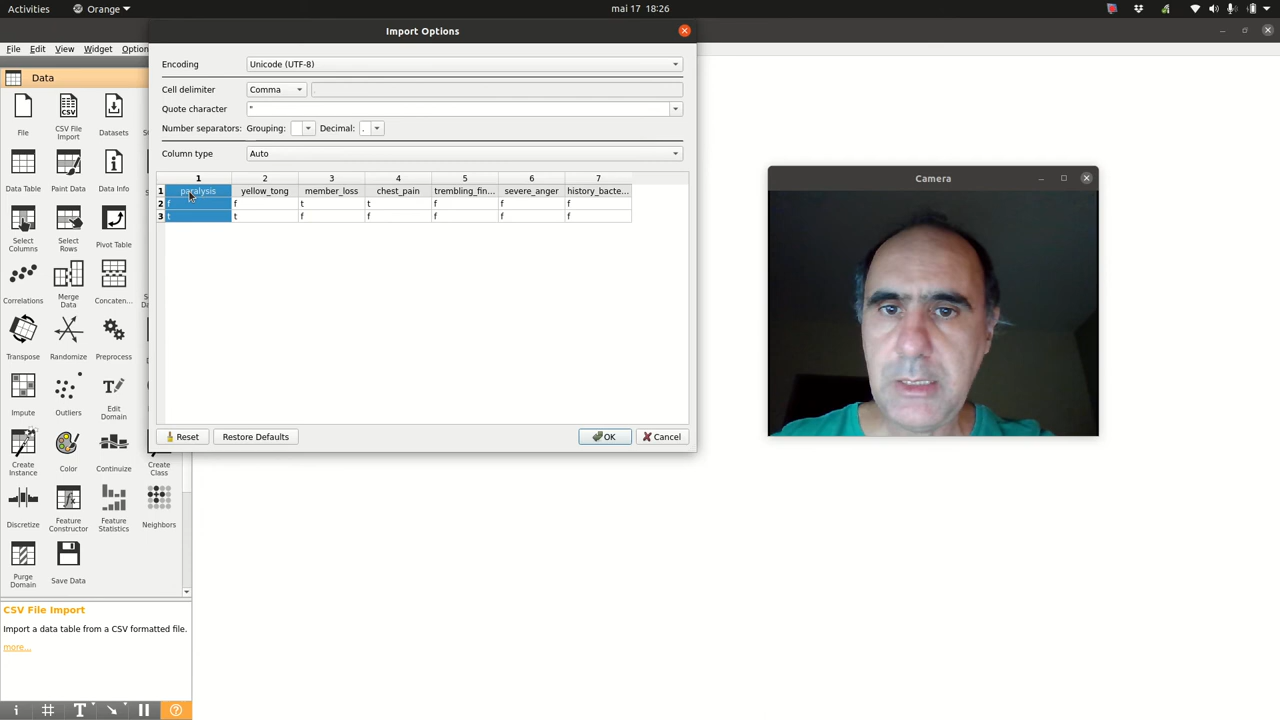 Activities
Orange
mai 17 18:26
File Edit View Widget Option
Import Options
Camera
Data
File
CSV File
Import
Datasets
Data Table
Paint Data
Data Info
Select
Columns
Select
Rows
Pivot Table
Correlations
Merge
Data
Concaten...
Transpose
Randomize
Preprocess
Impute
Outliers
Edit
Domain
Create
Instance
Color
Continuize
Create
Class
Discretize
Feature
Constructor
Feature
Statistics
Neighbors
Purge
Domain
Save Data
CSV File Import
Import a data table from a CSV formatted file.
more...
Encoding Unicode (UTF-8)
Cell delimiter Comma
Quote character "
Number separators: Grouping: Decimal: .
Column type Auto
1 2 3 4 5 6 7
1 paralysis yellow_tong member_loss chest_pain trembling_fin... severe_anger history_bacte...
2 f f t t f f f
3 t t f f f f f
Reset Restore Defaults OK Cancel